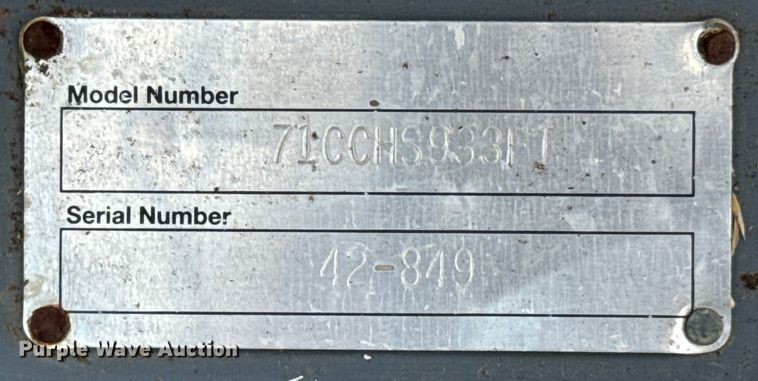 Model Number
71CCHS933FT
Serial Number
42-849
Purple Wave Auction